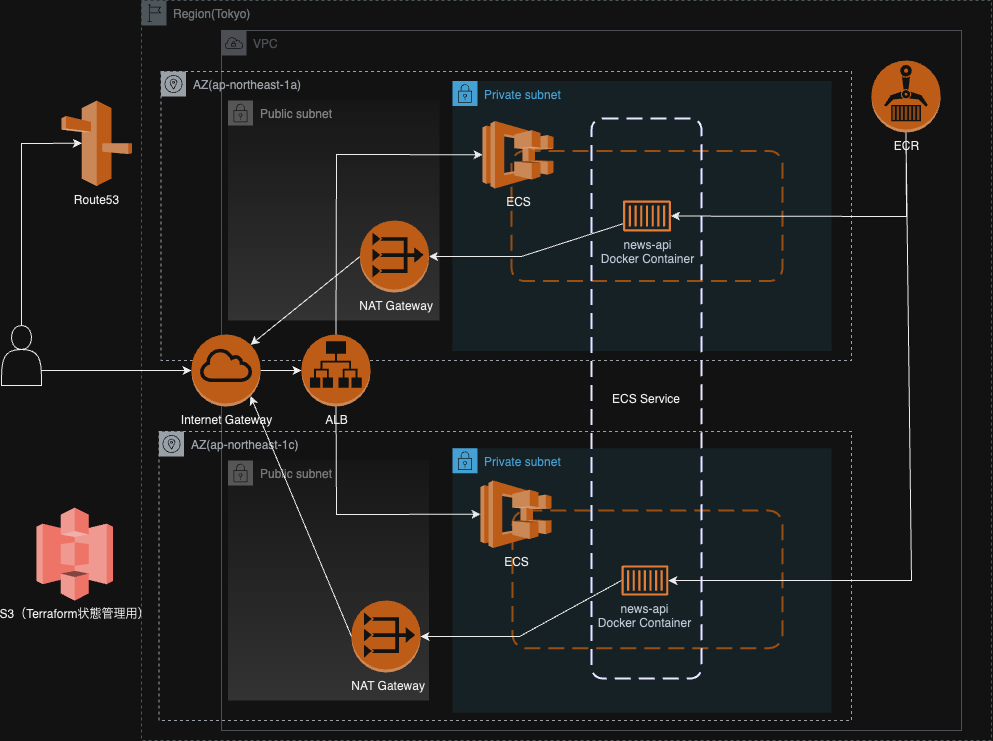 Region(Tokyo)
VPC
AZ(ap-northeast-1a)
Public subnet
Private subnet
ECR
Route53
ECS
news-api
Docker Container
NAT Gateway
Internet Gateway
ALB
ECS Service
AZ(ap-northeast-1c)
Public subnet
Private subnet
ECS
S3（Terraform状態管理用）
news-api
Docker Container
NAT Gateway